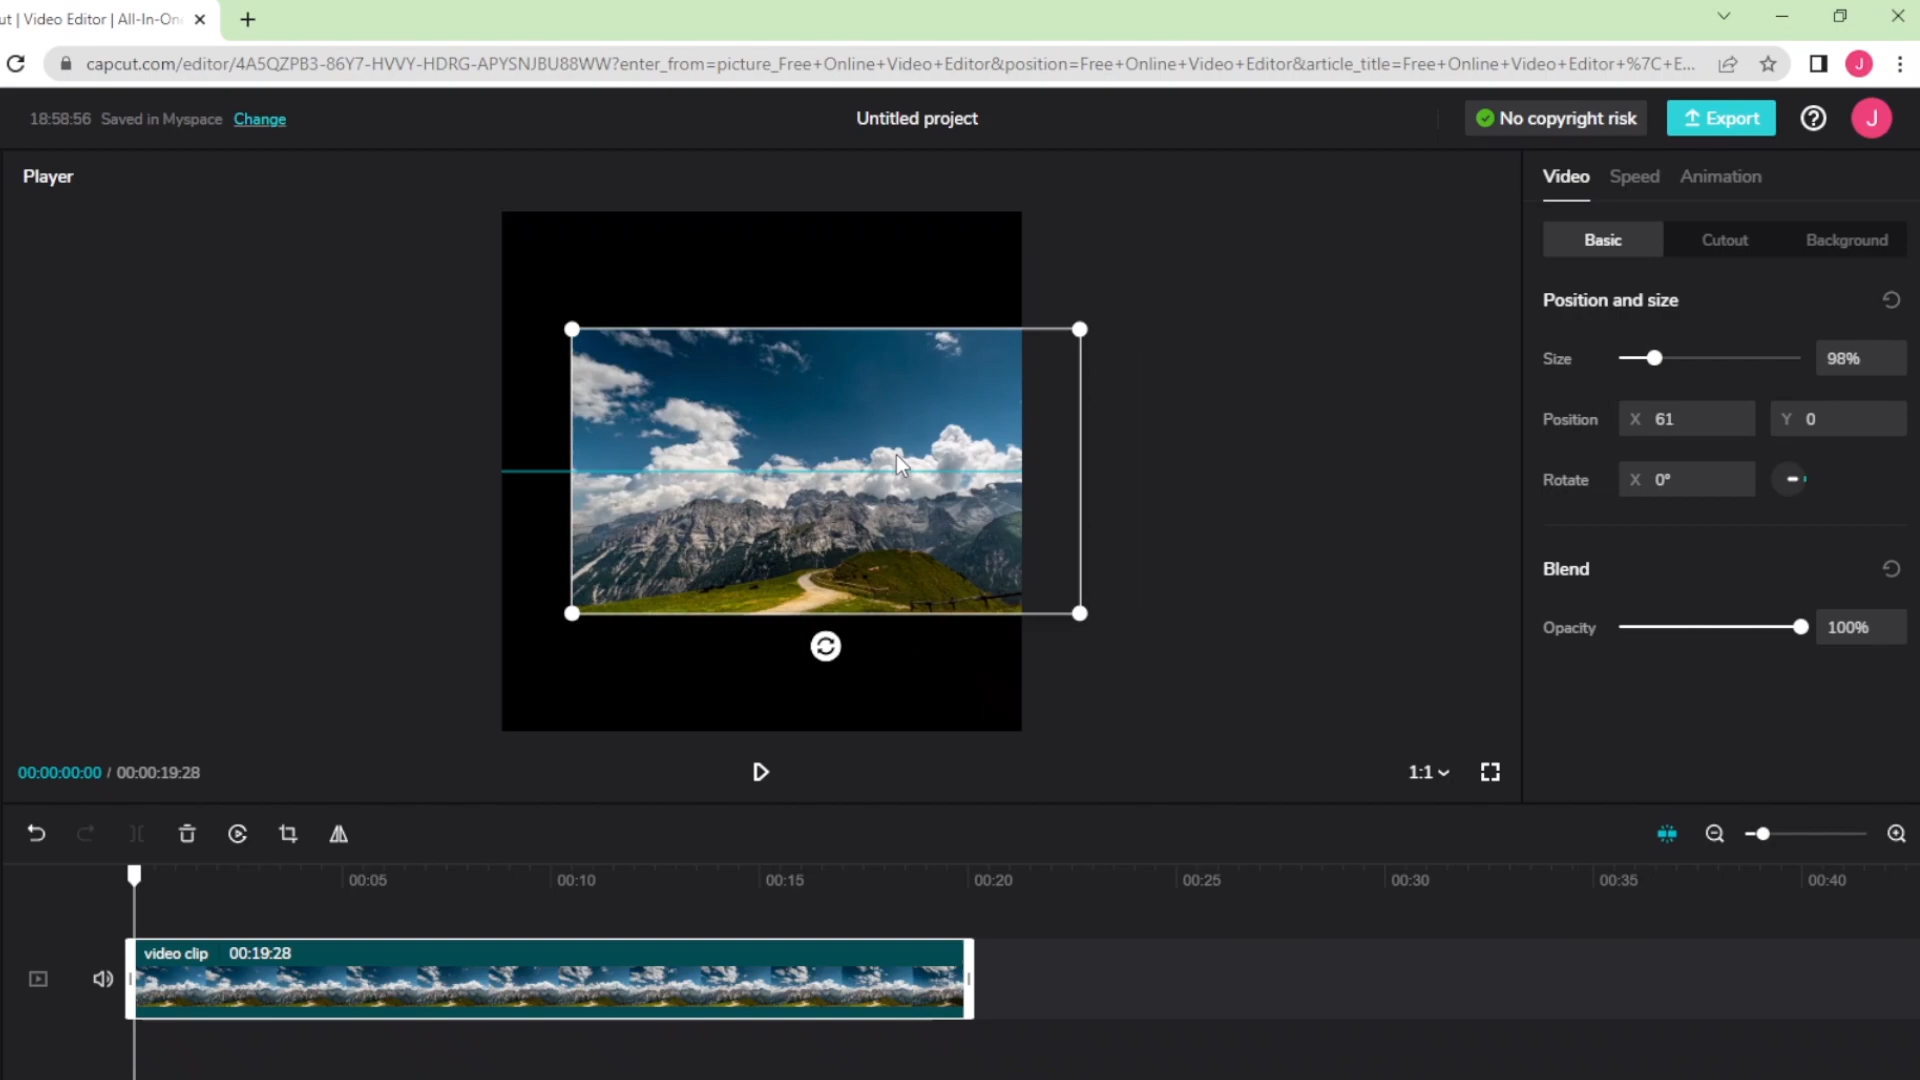 ut | Video Editor | All-In-On
capcut.com/editor/4A5QZPB3-86Y7-HVVY-HDRG-APYSNJBU88WW?enter_from=picture_Free+Online+Video+Editor&position=Free+Online+Video+Editor&article_title=Free+Online+Video+Editor+%7C+E...
J
18:58:56 Saved in Myspace Change
Untitled project
No copyright risk
Export
J
Player
Video Speed Animation
Basic Cutout Background
Position and size
Size 98%
Position X 61 Y 0
Rotate X 0°
Blend
Opacity 100%
00:00:00:00 / 00:00:19:28
1:1
00:05 00:10 00:15 00:20 00:25 00:30 00:35 00:40
video clip 00:19:28